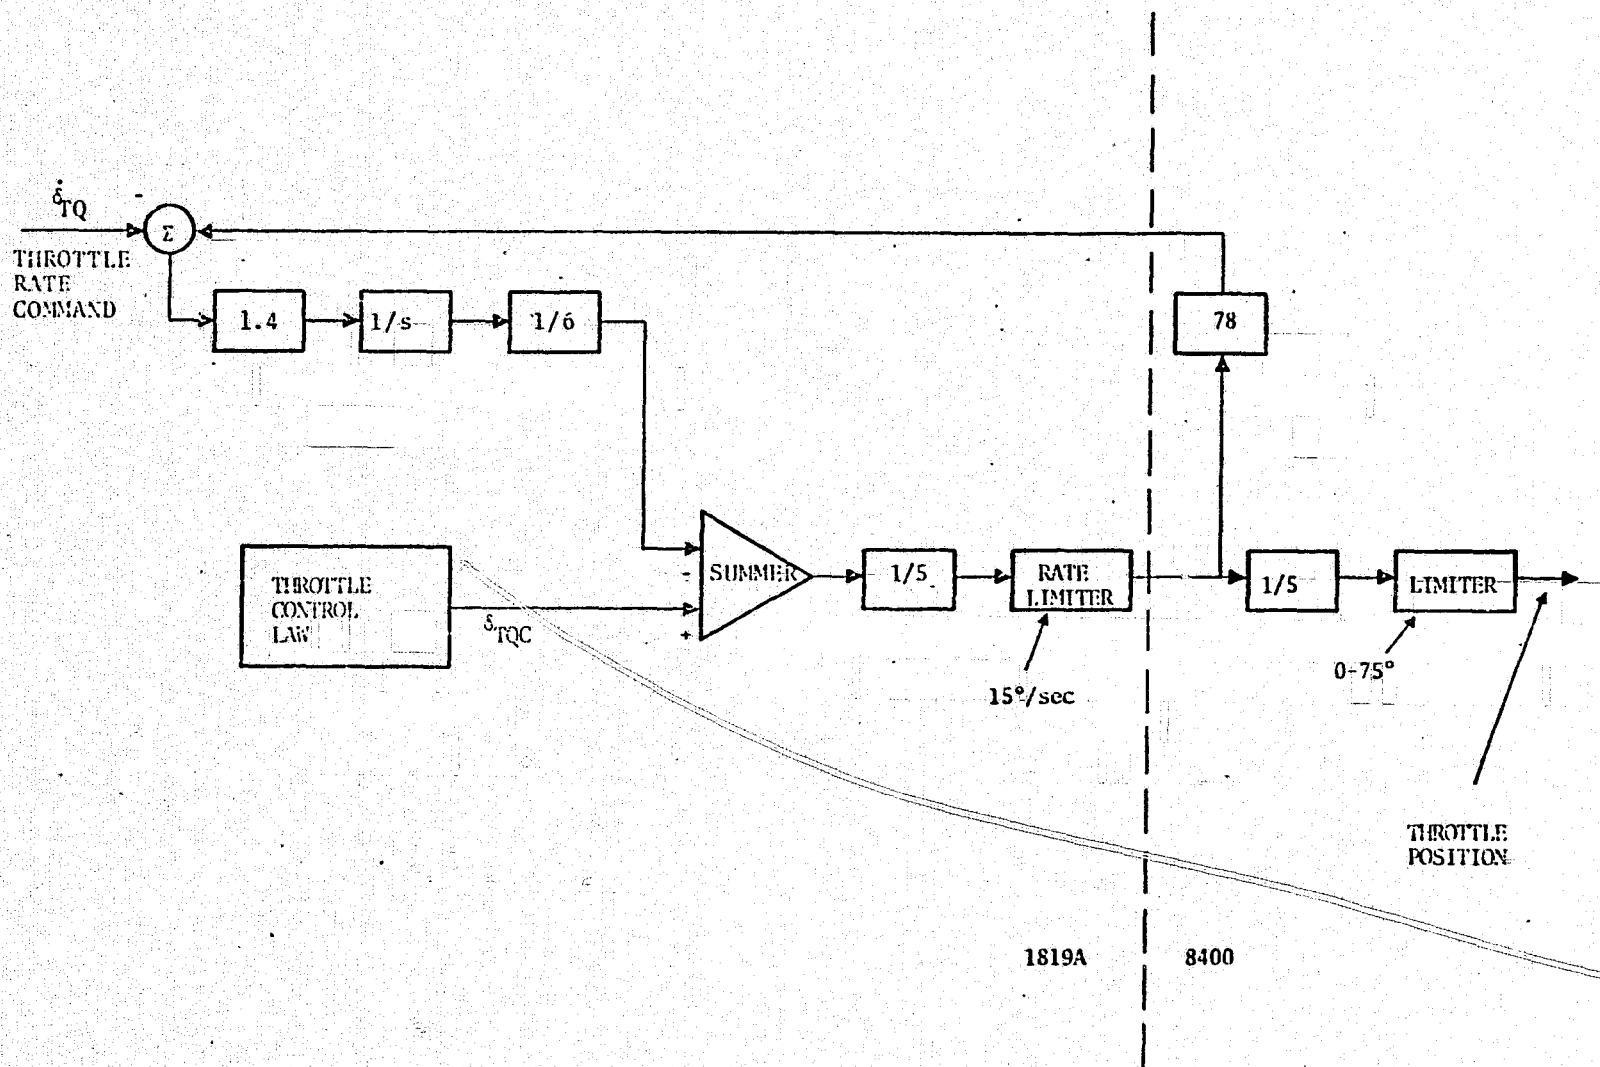 δ̇TQ
-
Σ
THROTTLE
RATE
COMMAND
1.4
1/s
1/6
78
THROTTLE
CONTROL
LAW
δTQC
-
+
SUMMER
1/5
RATE
LIMITER
15°/sec
1/5
LIMITER
0-75°
THROTTLE
POSITION
1819A
8400